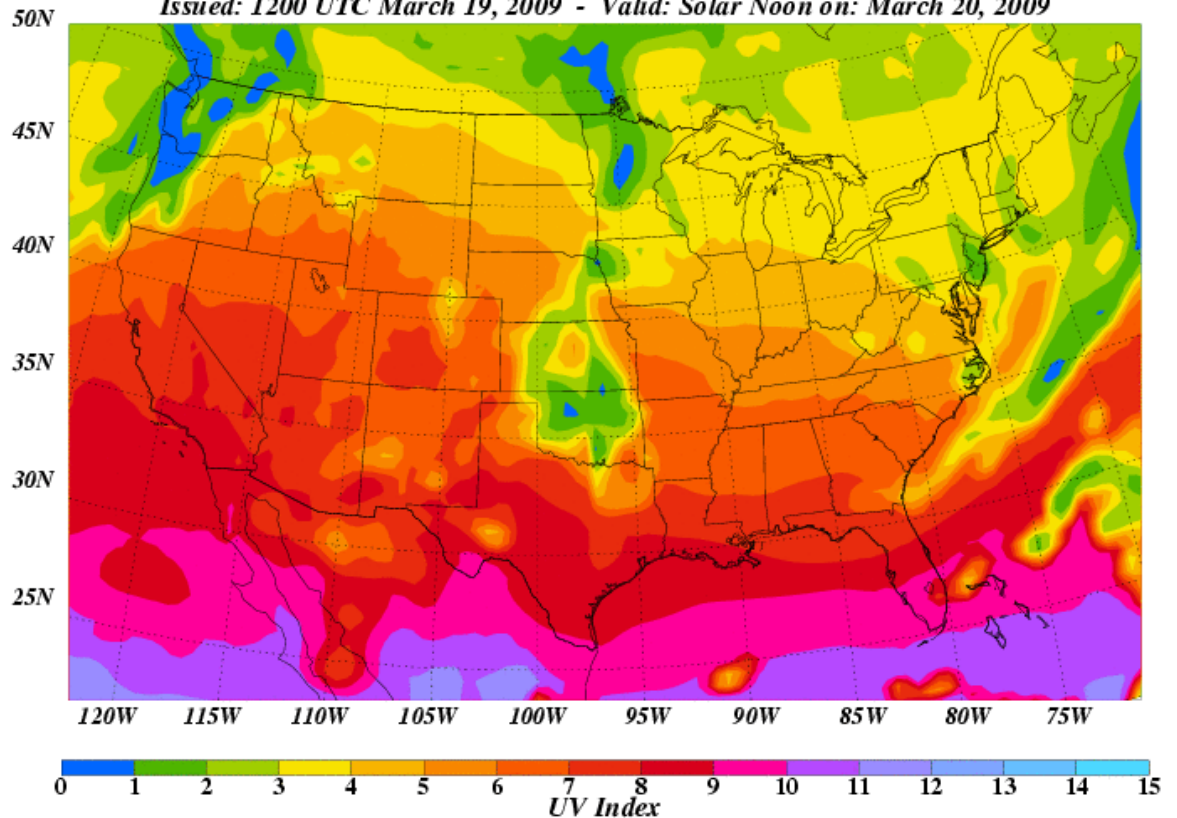 Issued: 1200 UTC March 19, 2009 - Valid: Solar Noon on: March 20, 2009
50N
45N
40N
35N
30N
25N
120W 115W 110W 105W 100W 95W 90W 85W 80W 75W
0 1 2 3 4 5 6 7 8 9 10 11 12 13 14 15
UV Index